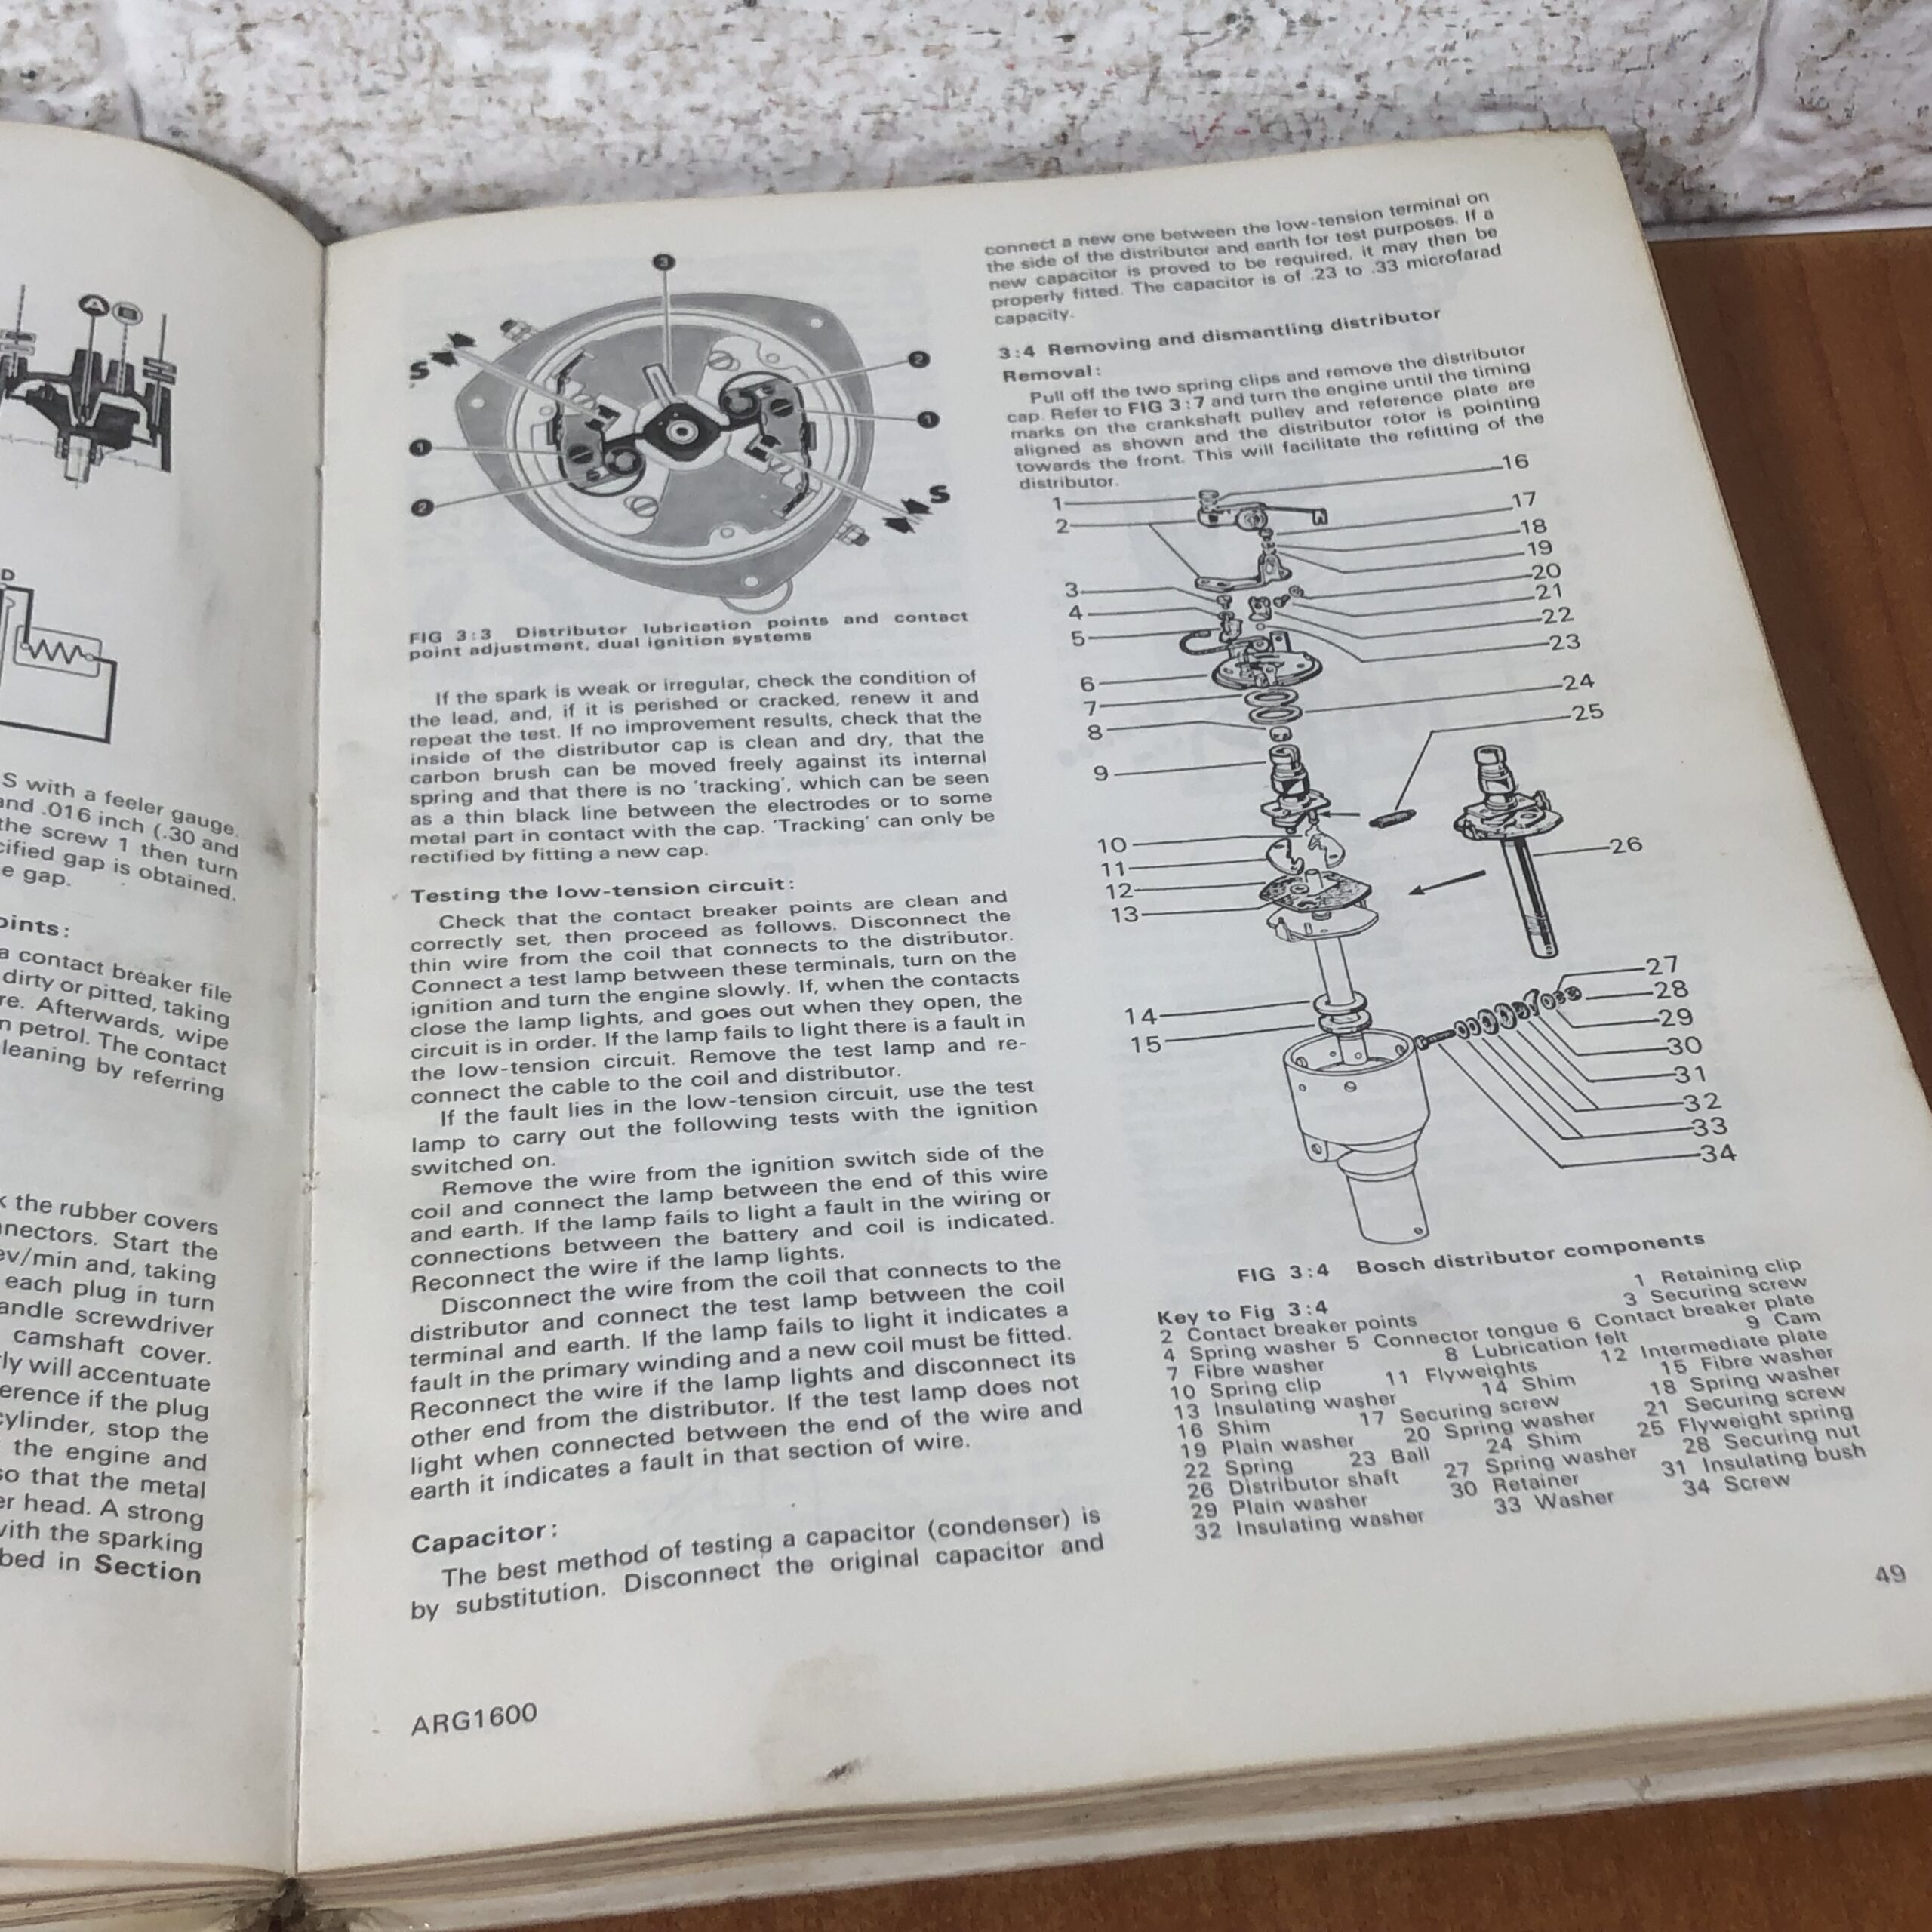 A
B
D
S with a feeler gauge.
and .016 inch (.30 and
the screw 1 then turn
cified gap is obtained.
e gap.
oints:
a contact breaker file
dirty or pitted, taking
re. Afterwards, wipe
n petrol. The contact
leaning by referring
k the rubber covers
nnectors. Start the
ev/min and, taking
each plug in turn
andle screwdriver
camshaft cover.
ly will accentuate
erence if the plug
cylinder, stop the
the engine and
so that the metal
er head. A strong
with the sparking
bed in Section
3
S
2
1
1
2
S
FIG 3:3 Distributor lubrication points and contact
point adjustment, dual ignition systems
If the spark is weak or irregular, check the condition of
the lead, and, if it is perished or cracked, renew it and
repeat the test. If no improvement results, check that the
inside of the distributor cap is clean and dry, that the
carbon brush can be moved freely against its internal
spring and that there is no 'tracking', which can be seen
as a thin black line between the electrodes or to some
metal part in contact with the cap. 'Tracking' can only be
rectified by fitting a new cap.
Testing the low-tension circuit:
Check that the contact breaker points are clean and
correctly set, then proceed as follows. Disconnect the
thin wire from the coil that connects to the distributor.
Connect a test lamp between these terminals, turn on the
ignition and turn the engine slowly. If, when the contacts
close the lamp lights, and goes out when they open, the
circuit is in order. If the lamp fails to light there is a fault in
the low-tension circuit. Remove the test lamp and re-
connect the cable to the coil and distributor.
If the fault lies in the low-tension circuit, use the test
lamp to carry out the following tests with the ignition
switched on.
Remove the wire from the ignition switch side of the
coil and connect the lamp between the end of this wire
and earth. If the lamp fails to light a fault in the wiring or
connections between the battery and coil is indicated.
Reconnect the wire if the lamp lights.
Disconnect the wire from the coil that connects to the
distributor and connect the test lamp between the coil
terminal and earth. If the lamp fails to light it indicates a
fault in the primary winding and a new coil must be fitted.
Reconnect the wire if the lamp lights and disconnect its
other end from the distributor. If the test lamp does not
light when connected between the end of the wire and
earth it indicates a fault in that section of wire.
Capacitor:
The best method of testing a capacitor (condenser) is
by substitution. Disconnect the original capacitor and
ARG1600
connect a new one between the low-tension terminal on
the side of the distributor and earth for test purposes. If a
new capacitor is proved to be required, it may then be
properly fitted. The capacitor is of .23 to .33 microfarad
capacity.
3:4 Removing and dismantling distributor
Removal:
Pull off the two spring clips and remove the distributor
cap. Refer to FIG 3:7 and turn the engine until the timing
marks on the crankshaft pulley and reference plate are
aligned as shown and the distributor rotor is pointing
towards the front. This will facilitate the refitting of the
distributor.
1
2
3
4
5
6
7
8
9
10
11
12
13
14
15
16
17
18
19
20
21
22
23
24
25
26
27
28
29
30
31
32
33
34
FIG 3:4 Bosch distributor components
Key to Fig 3:4 1 Retaining clip
2 Contact breaker points 3 Securing screw
4 Spring washer 5 Connector tongue 6 Contact breaker plate
7 Fibre washer 8 Lubrication felt 9 Cam
10 Spring clip 11 Flyweights 12 Intermediate plate
13 Insulating washer 14 Shim 15 Fibre washer
16 Shim 17 Securing screw 18 Spring washer
19 Plain washer 20 Spring washer 21 Securing screw
22 Spring 23 Ball 24 Shim 25 Flyweight spring
26 Distributor shaft 27 Spring washer 28 Securing nut
29 Plain washer 30 Retainer 31 Insulating bush
32 Insulating washer 33 Washer 34 Screw
49